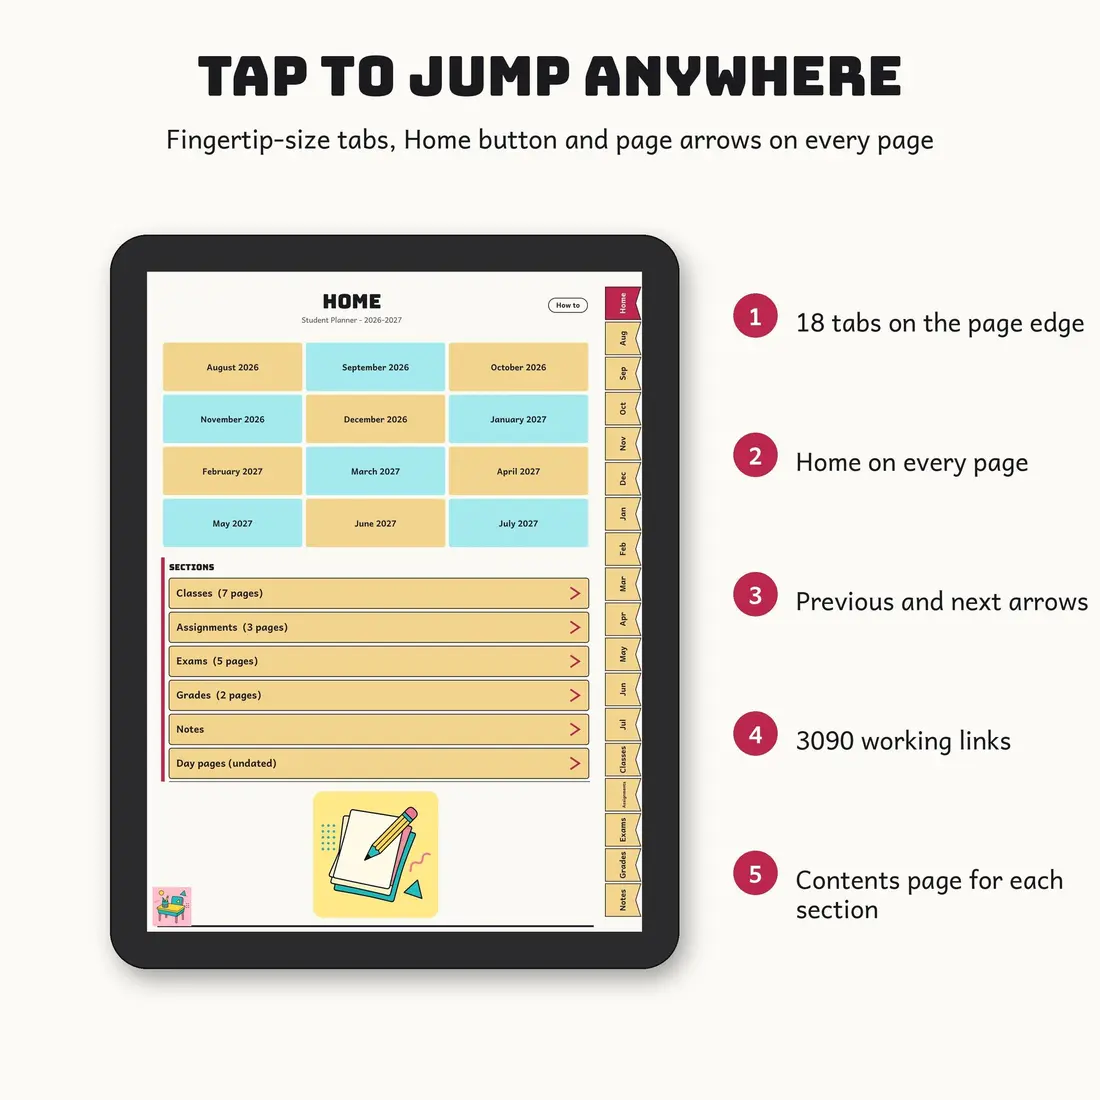 TAP TO JUMP ANYWHERE
Fingertip-size tabs, Home button and page arrows on every page
HOME
Student Planner - 2026-2027
How to
August 2026
September 2026
October 2026
November 2026
December 2026
January 2027
February 2027
March 2027
April 2027
May 2027
June 2027
July 2027
SECTIONS
Classes (7 pages)
Assignments (3 pages)
Exams (5 pages)
Grades (2 pages)
Notes
Day pages (undated)
Home
Aug
Sep
Oct
Nov
Dec
Jan
Feb
Mar
Apr
May
Jun
Jul
Classes
Assignments
Exams
Grades
Notes
1 18 tabs on the page edge
2 Home on every page
3 Previous and next arrows
4 3090 working links
5 Contents page for each
section